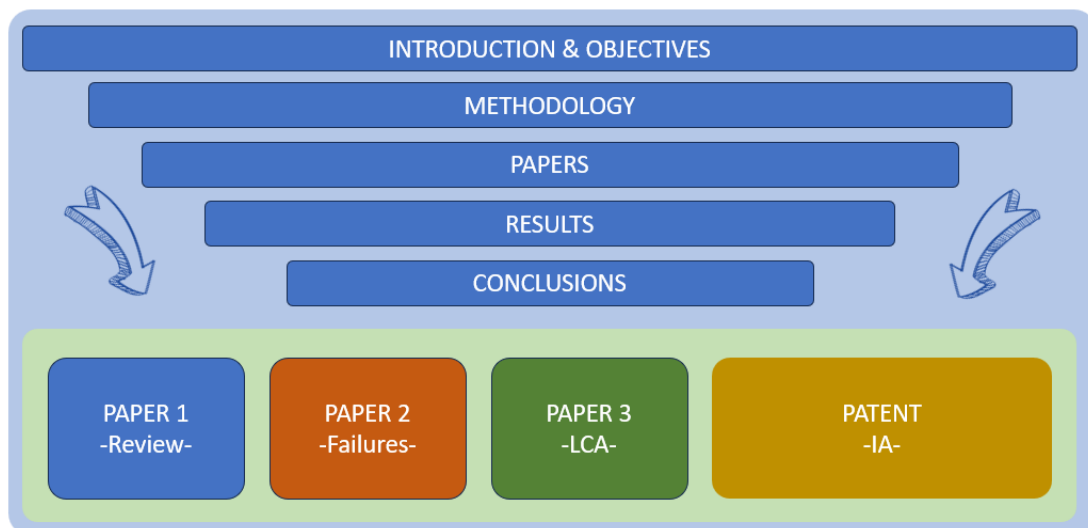 INTRODUCTION & OBJECTIVES
METHODOLOGY
PAPERS
RESULTS
CONCLUSIONS
PAPER 1
-Review-
PAPER 2
-Failures-
PAPER 3
-LCA-
PATENT
-IA-